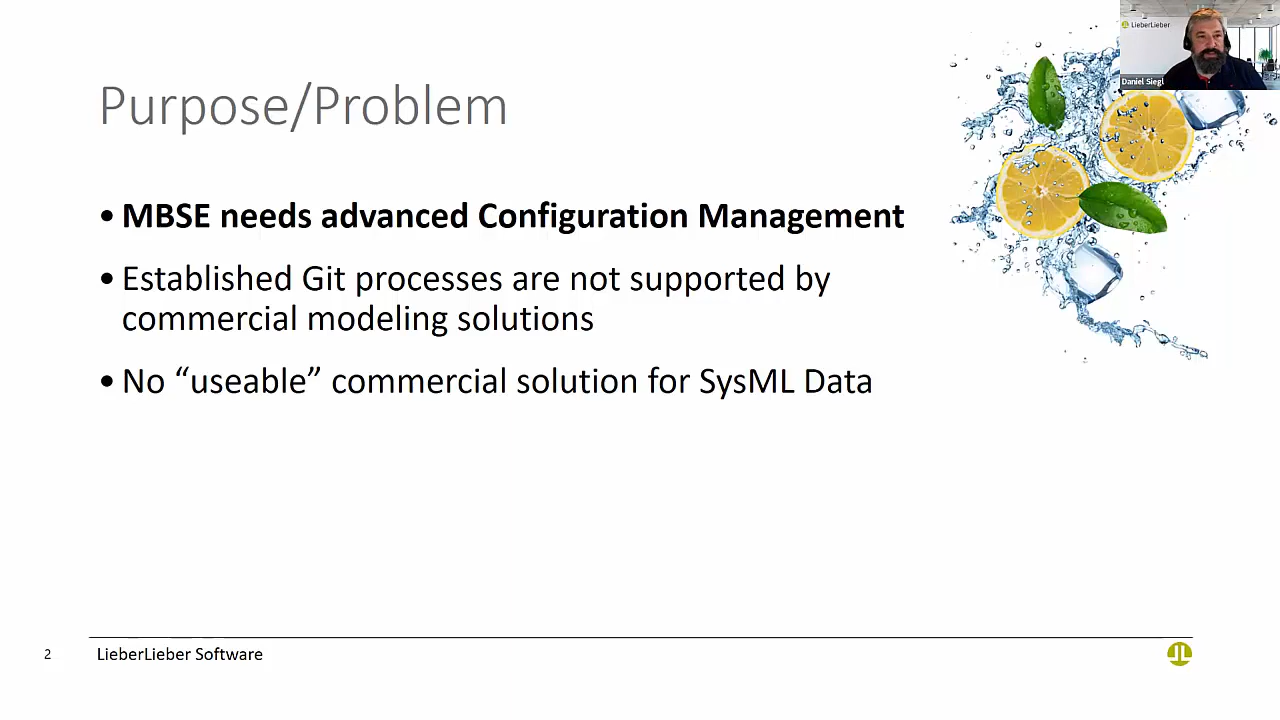 LieberLieber
Daniel Siegl
Purpose/Problem
• MBSE needs advanced Configuration Management
• Established Git processes are not supported by
commercial modeling solutions
• No “useable” commercial solution for SysML Data
2
LieberLieber Software